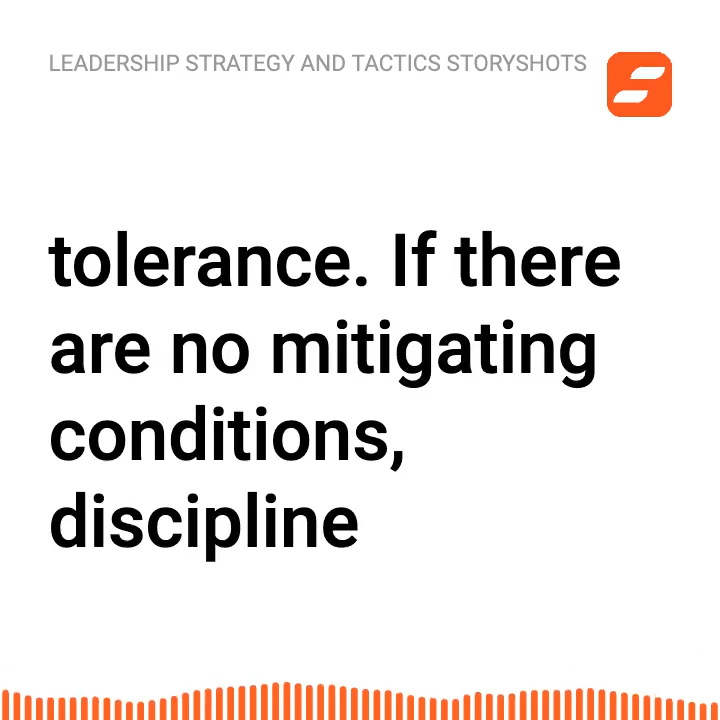 LEADERSHIP STRATEGY AND TACTICS STORYSHOTS
tolerance. If there
are no mitigating
conditions,
discipline